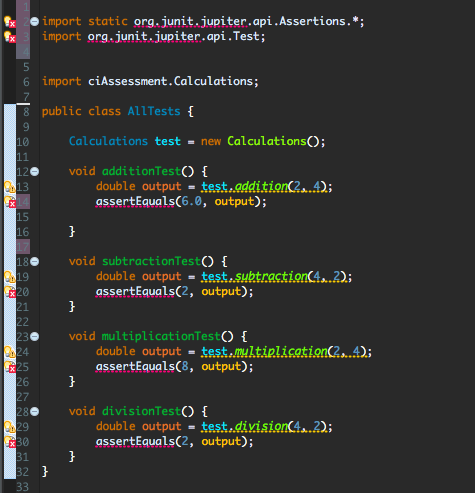 2 import static org.junit.jupiter.api.Assertions.*;
3 import org.junit.jupiter.api.Test;
4
5
6 import ciAssessment.Calculations;
7
8 public class AllTests {
9
10 Calculations test = new Calculations();
11
12 void additionTest() {
13 double output = test.addition(2, 4);
14 assertEquals(6.0, output);
15
16 }
17
18 void subtractionTest() {
19 double output = test.subtraction(4, 2);
20 assertEquals(2, output);
21 }
22
23 void multiplicationTest() {
24 double output = test.multiplication(2, 4);
25 assertEquals(8, output);
26 }
27
28 void divisionTest() {
29 double output = test.division(4, 2);
30 assertEquals(2, output);
31 }
32 }
33